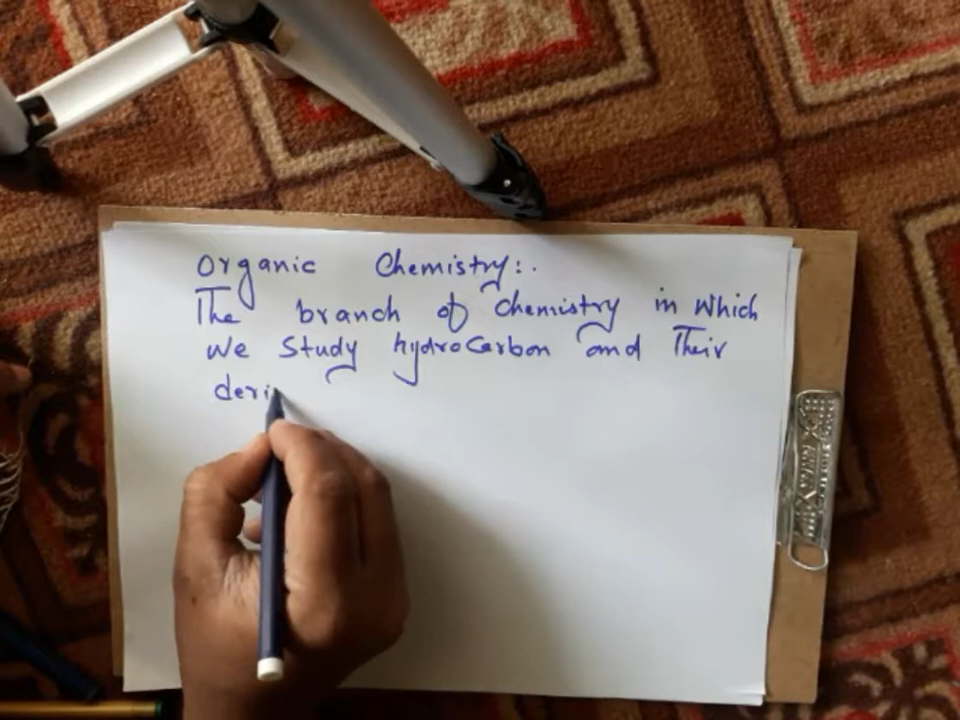 Organic Chemistry:.
The branch of chemistry in which
we study hydrocarbon and Their
deri